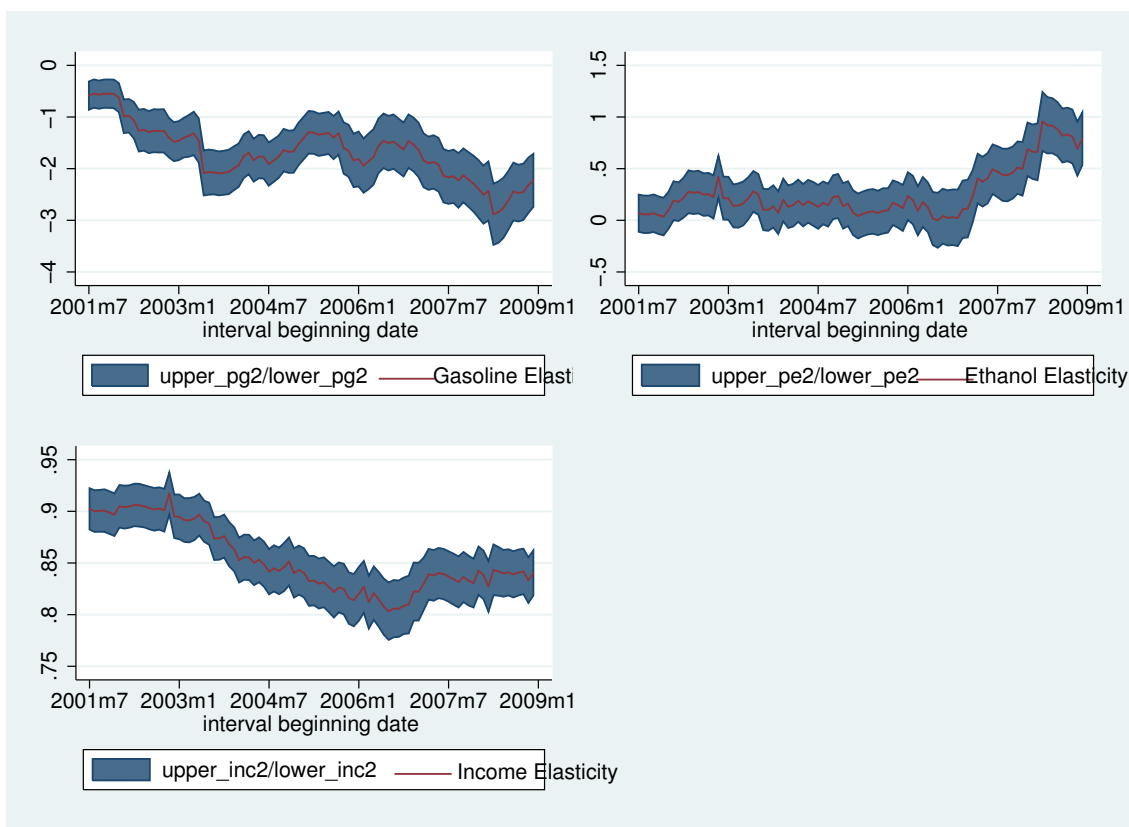 0
−1
−2
−3
−4
2001m7 2003m1 2004m7 2006m1 2007m7 2009m1
interval beginning date
upper_pg2/lower_pg2 Gasoline Elasti
1.5
1
.5
0
−.5
2001m7 2003m1 2004m7 2006m1 2007m7 2009m1
interval beginning date
upper_pe2/lower_pe2 Ethanol Elasticity
.95
.9
.85
.8
.75
2001m7 2003m1 2004m7 2006m1 2007m7 2009m1
interval beginning date
upper_inc2/lower_inc2 Income Elasticity